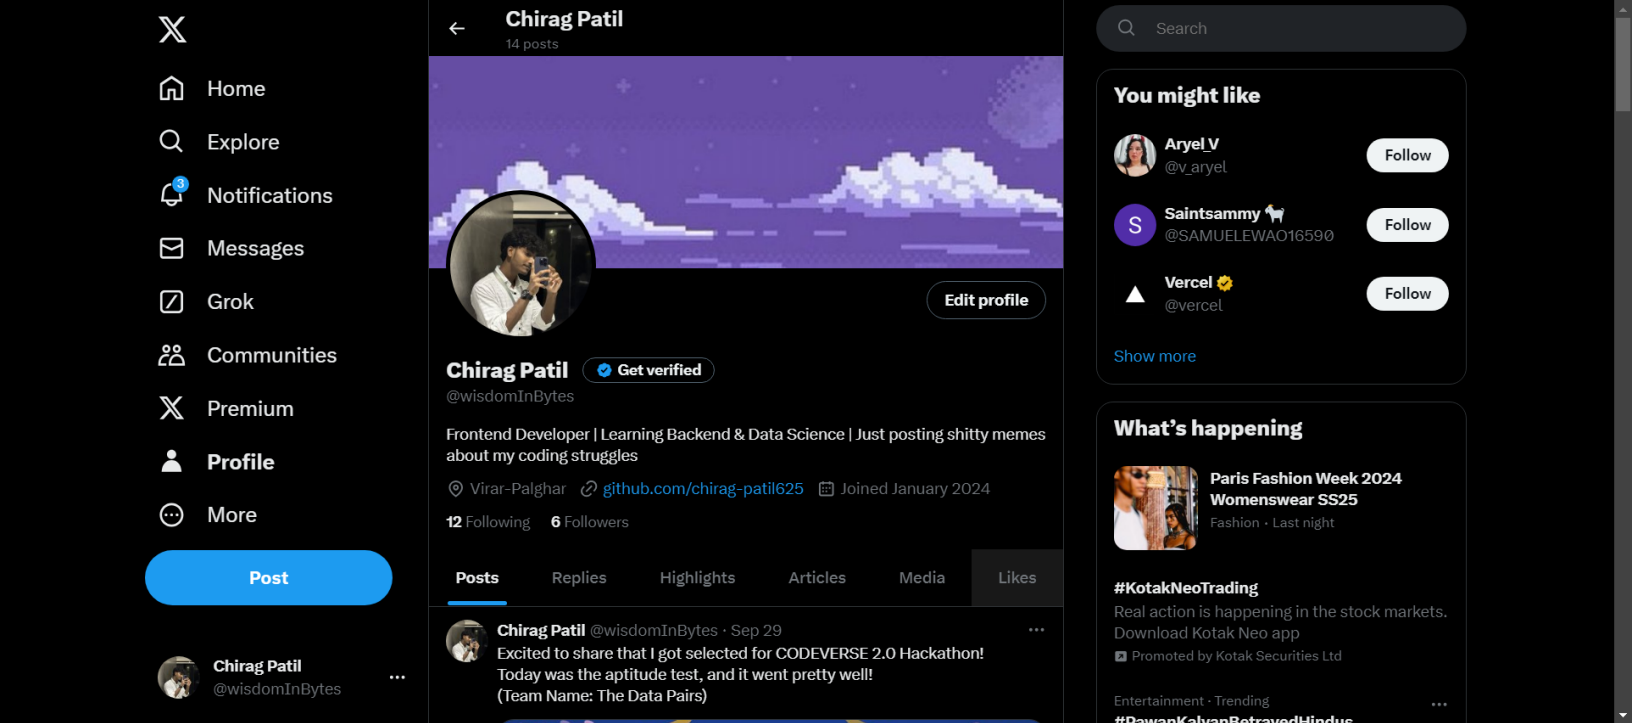 Home
Explore
3
Notifications
Messages
Grok
Communities
Premium
Profile
More
Post
Chirag Patil
@wisdomInBytes
Chirag Patil
14 posts
Edit profile
Chirag Patil
Get verified
@wisdomInBytes
Frontend Developer | Learning Backend & Data Science | Just posting shitty memes
about my coding struggles
Virar-Palghar github.com/chirag-patil625 Joined January 2024
12 Following 6 Followers
Posts Replies Highlights Articles Media Likes
Chirag Patil @wisdomInBytes · Sep 29
Excited to share that I got selected for CODEVERSE 2.0 Hackathon!
Today was the aptitude test, and it went pretty well!
(Team Name: The Data Pairs)
Search
You might like
Aryel_V
@v_aryel
Follow
S
Saintsammy
@SAMUELEWAO16590
Follow
Vercel
@vercel
Follow
Show more
What’s happening
Paris Fashion Week 2024
Womenswear SS25
Fashion · Last night
#KotakNeoTrading
Real action is happening in the stock markets.
Download Kotak Neo app
Promoted by Kotak Securities Ltd
Entertainment · Trending
#PawanKalyanBetrayedHindus